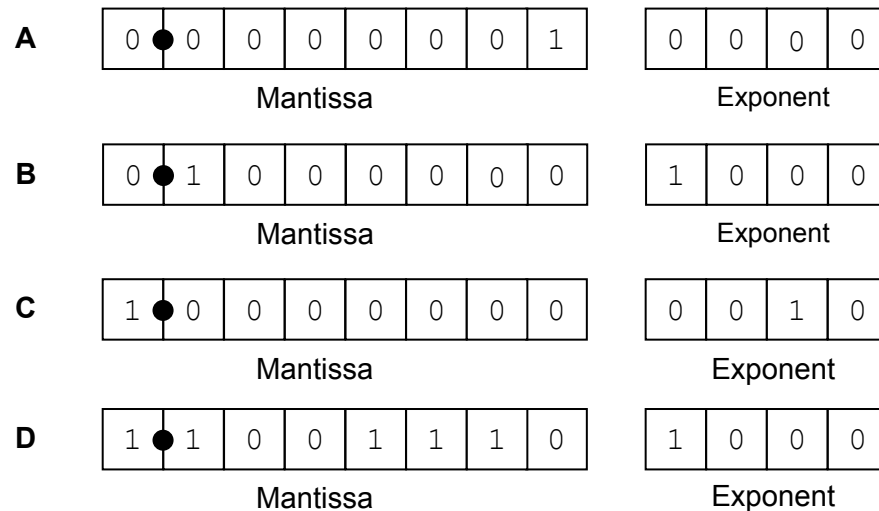 A 0 0 0 0 0 0 0 1 0 0 0 0
Mantissa Exponent
B 0 1 0 0 0 0 0 0 1 0 0 0
Mantissa Exponent
C 1 0 0 0 0 0 0 0 0 0 1 0
Mantissa Exponent
D 1 1 0 0 1 1 1 0 1 0 0 0
Mantissa Exponent